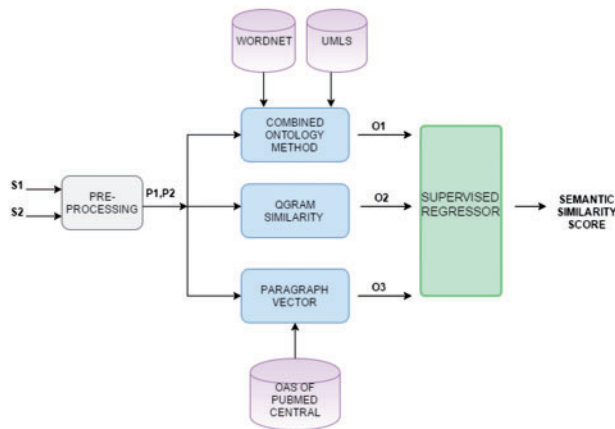 WORDNET
UMLS
COMBINED
ONTOLOGY
METHOD
O1
S1
S2
PRE-
PROCESSING
P1,P2
QGRAM
SIMILARITY
O2
SUPERVISED
REGRESSOR
SEMANTIC
SIMILARITY
SCORE
PARAGRAPH
VECTOR
O3
OAS OF
PUBMED
CENTRAL